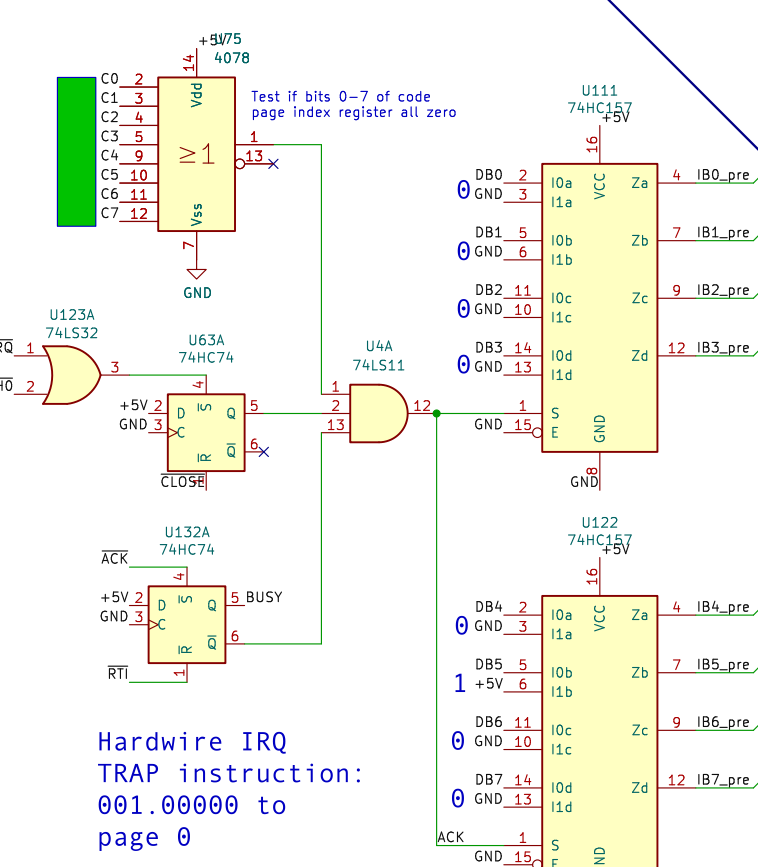 +5V
U75
4078
14
Vdd
C0 2
C1 3
C2 4
C3 5
C4 9
C5 10
C6 11
C7 12
≥1
1
13
Vss
7
GND
Test if bits 0-7 of code
page index register all zero
U111
74HC157
+5V
16
VCC
0
DB0 2 I0a Za 4 IB0_pre
GND 3 I1a
0
DB1 5 I0b Zb 7 IB1_pre
GND 6 I1b
0
DB2 11 I0c Zc 9 IB2_pre
GND 10 I1c
0
DB3 14 I0d Zd 12 IB3_pre
GND 13 I1d
1 S
GND 15 E
GND
8
GND
U123A
74LS32
1
2
3
U63A
74HC74
4
S
+5V 2 D Q 5
GND 3 C
Q 6
R
CLOSE
U4A
74LS11
1
2
13
12
U132A
74HC74
ACK
4
S
+5V 2 D Q 5 BUSY
GND 3 C
Q 6
R
1
RTI
U122
74HC157
+5V
16
VCC
0
DB4 2 I0a Za 4 IB4_pre
GND 3 I1a
1
DB5 5 I0b Zb 7 IB5_pre
+5V 6 I1b
0
DB6 11 I0c Zc 9 IB6_pre
GND 10 I1c
0
DB7 14 I0d Zd 12 IB7_pre
GND 13 I1d
ACK 1 S
GND 15 E
Hardwire IRQ
TRAP instruction:
001.00000 to
page 0